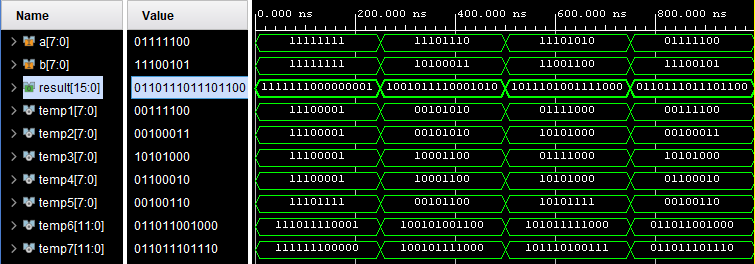 Name Value 0.000 ns 200.000 ns 400.000 ns 600.000 ns 800.000 ns
a[7:0] 01111100 11111111 11101110 11101010 01111100
b[7:0] 11100101 11111111 10100011 11001100 11100101
result[15:0] 0110111011101100 1111111000000001 1001011110001010 1011101001111000 0110111011101100
temp1[7:0] 00111100 11100001 00101010 01111000 00111100
temp2[7:0] 00100011 11100001 00101010 10101000 00100011
temp3[7:0] 10101000 11100001 10001100 01111000 10101000
temp4[7:0] 01100010 11100001 10001100 10101000 01100010
temp5[7:0] 00100110 11101111 00101100 10101111 00100110
temp6[11:0] 011011001000 111011110001 100101001100 101011111000 011011001000
temp7[11:0] 011011101110 111111100000 100101111000 101110100111 011011101110